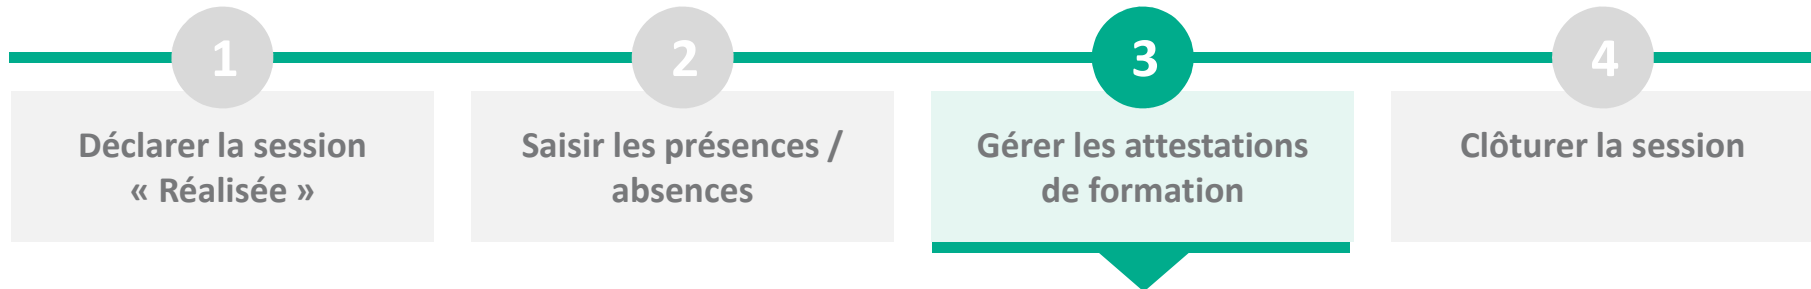 1
Déclarer la session
« Réalisée »
2
Saisir les présences /
absences
3
Gérer les attestations
de formation
4
Clôturer la session